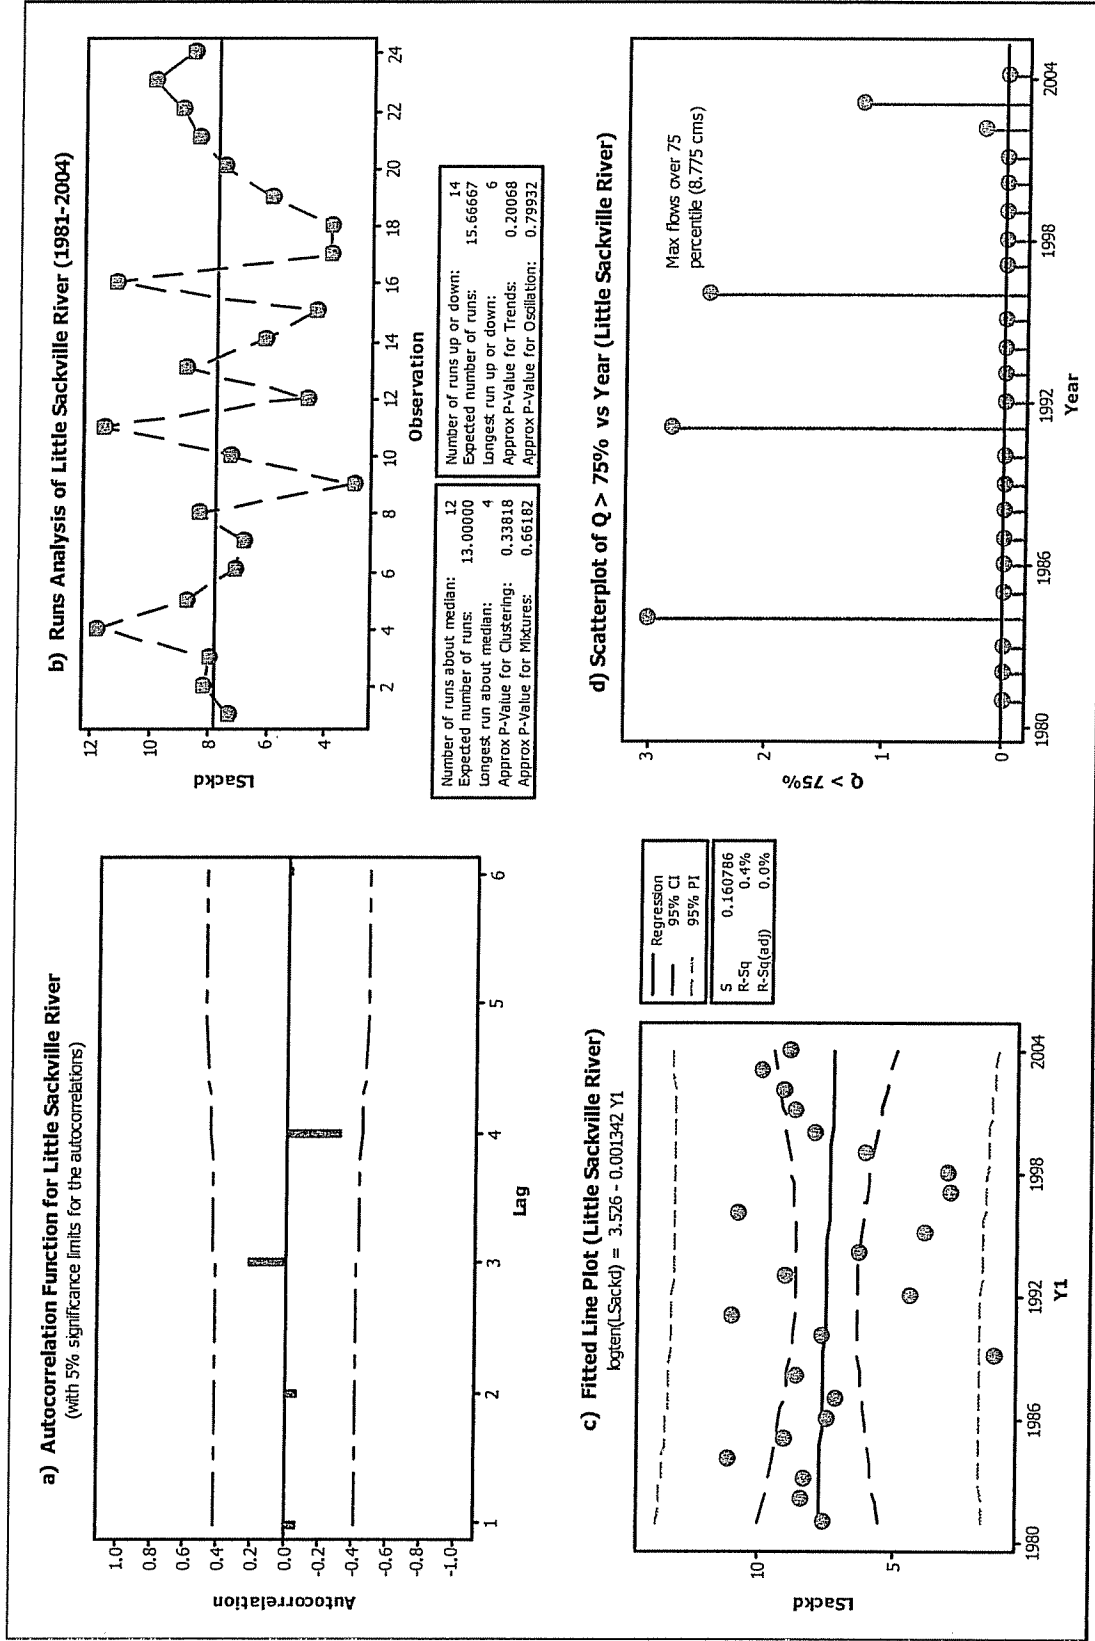 a) Autocorrelation Function for Little Sackville River
(with 5% significance limits for the autocorrelations)
Autocorrelation
1.0
0.8
0.6
0.4
0.2
0.0
-0.2
-0.4
-0.6
-0.8
-1.0
1 2 3 4 5 6
Lag
b) Runs Analysis of Little Sackville River (1981-2004)
LSackd
12
10
8
6
4
2 4 6 8 10 12 14 16 18 20 22 24
Observation
Number of runs about median: 12
Expected number of runs: 13.00000
Longest run about median: 4
Approx P-Value for Clustering: 0.33818
Approx P-Value for Mixtures: 0.66182
Number of runs up or down: 14
Expected number of runs: 15.66667
Longest run up or down: 6
Approx P-Value for Trends: 0.20068
Approx P-Value for Oscillation: 0.79932
c) Fitted Line Plot (Little Sackville River)
logten(LSackd) = 3.526 - 0.001342 Y1
LSackd
10
5
1980 1986 1992 1998 2004
Y1
Regression
95% CI
95% PI
S 0.160786
R-Sq 0.4%
R-Sq(adj) 0.0%
d) Scatterplot of Q > 75% vs Year (Little Sackville River)
Q > 75%
3
2
1
0
Max flows over 75
percentile (8.775 cms)
1980 1986 1992 1998 2004
Year